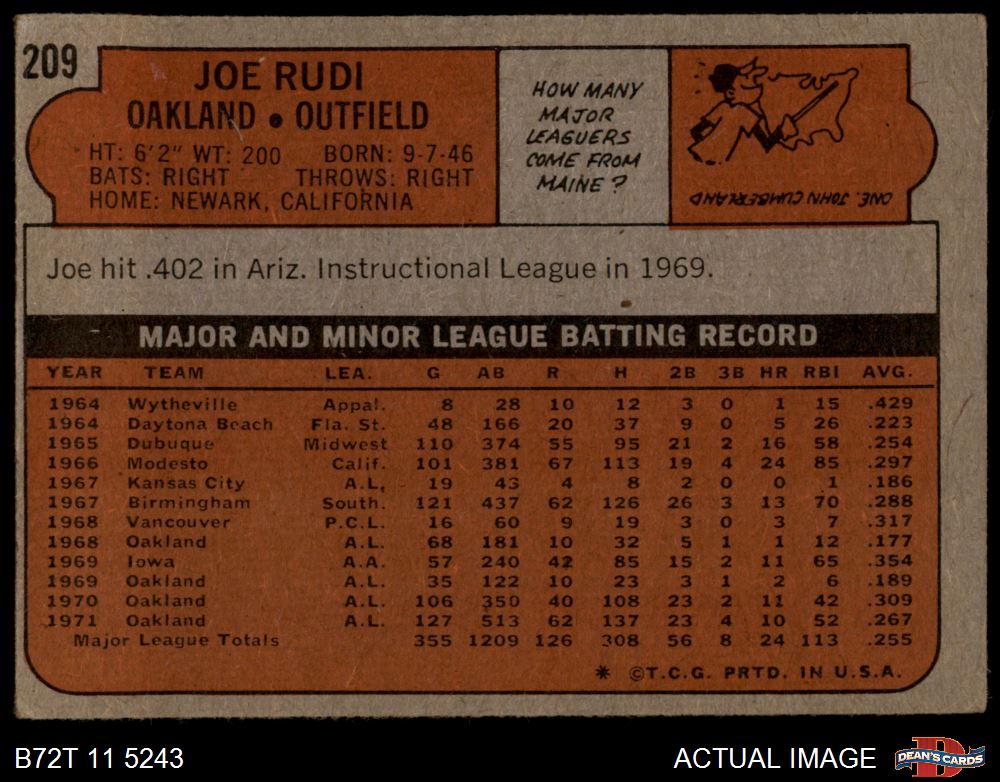 209
JOE RUDI
OAKLAND • OUTFIELD
HT: 6'2" WT: 200 BORN: 9-7-46
BATS: RIGHT THROWS: RIGHT
HOME: NEWARK, CALIFORNIA
HOW MANY
MAJOR
LEAGUERS
COME FROM
MAINE?
ONE. JOHN CUMBERLAND
Joe hit .402 in Ariz. Instructional League in 1969.
MAJOR AND MINOR LEAGUE BATTING RECORD
YEAR TEAM LEA. G AB R H 2B 3B HR RBI AVG.
1964 Wytheville Appal. 8 28 10 12 3 0 1 15 .429
1964 Daytona Beach Fla. St. 48 166 20 37 9 0 5 26 .223
1965 Dubuque Midwest 110 374 55 95 21 2 16 58 .254
1966 Modesto Calif. 101 381 67 113 19 4 24 85 .297
1967 Kansas City A.L. 19 43 4 8 2 0 0 1 .186
1967 Birmingham South. 121 437 62 126 26 3 13 70 .288
1968 Vancouver P.C.L. 16 60 9 19 3 0 3 7 .317
1968 Oakland A.L. 68 181 10 32 5 1 1 12 .177
1969 Iowa A.A. 57 240 42 85 15 2 11 65 .354
1969 Oakland A.L. 35 122 10 23 3 1 2 6 .189
1970 Oakland A.L. 106 350 40 108 23 2 11 42 .309
1971 Oakland A.L. 127 513 62 137 23 4 10 52 .267
Major League Totals 355 1209 126 308 56 8 24 113 .255
* ©T.C.G. PRTD. IN U.S.A.
B72T 11 5243 ACTUAL IMAGE DEAN'S CARDS